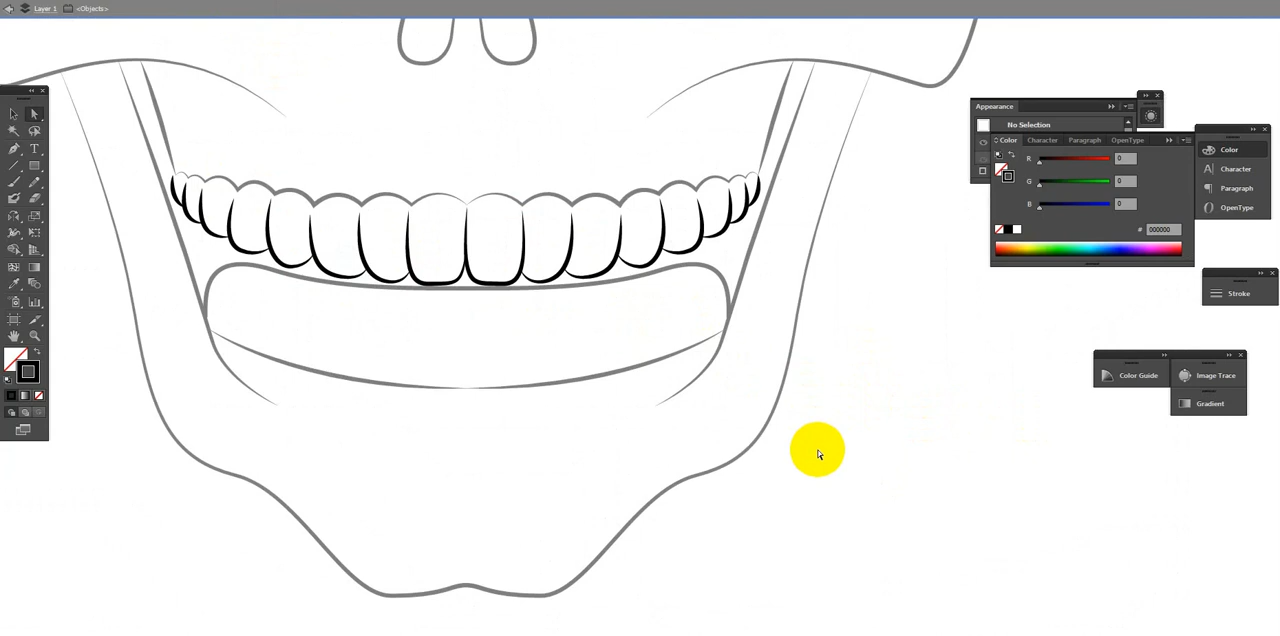 Layer 1 <Objects>
Appearance
No Selection
Color Character Paragraph OpenType
R 0
G 0
B 0
# 000000
Color
Character
Paragraph
OpenType
Stroke
Color Guide
Image Trace
Gradient